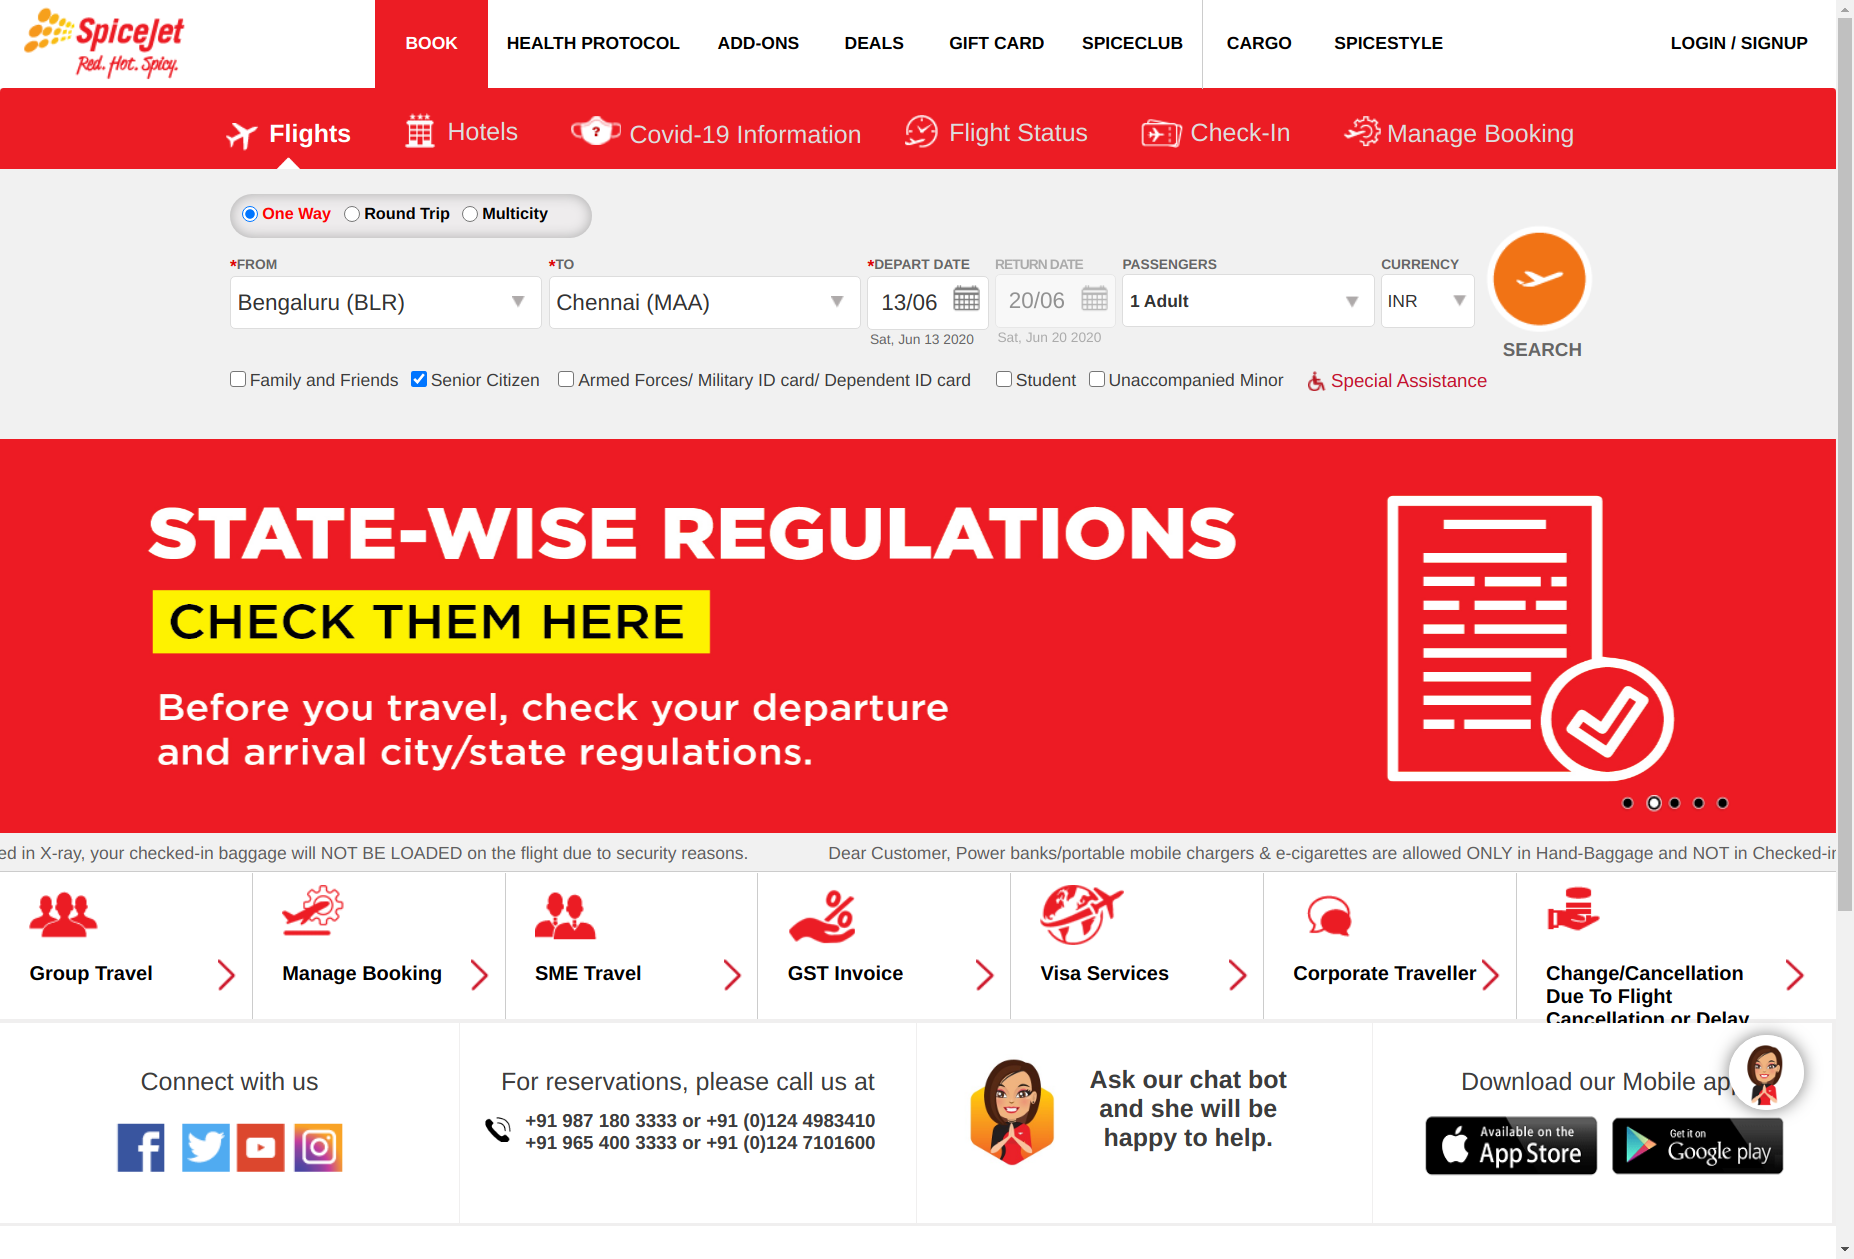 SpiceJet
Red. Hot. Spicy.
BOOK
HEALTH PROTOCOL
ADD-ONS
DEALS
GIFT CARD
SPICECLUB
CARGO
SPICESTYLE
LOGIN / SIGNUP
Flights
Hotels
Covid-19 Information
Flight Status
Check-In
Manage Booking
One Way
Round Trip
Multicity
*FROM
*TO
*DEPART DATE
RETURN DATE
PASSENGERS
CURRENCY
Bengaluru (BLR)
Chennai (MAA)
13/06
20/06
1 Adult
INR
Sat, Jun 13 2020
Sat, Jun 20 2020
SEARCH
Family and Friends
Senior Citizen
Armed Forces/ Military ID card/ Dependent ID card
Student
Unaccompanied Minor
Special Assistance
STATE-WISE REGULATIONS
CHECK THEM HERE
Before you travel, check your departure
and arrival city/state regulations.
ed in X-ray, your checked-in baggage will NOT BE LOADED on the flight due to security reasons.
Dear Customer, Power banks/portable mobile chargers & e-cigarettes are allowed ONLY in Hand-Baggage and NOT in Checked-in
Group Travel
Manage Booking
SME Travel
GST Invoice
Visa Services
Corporate Traveller
Change/Cancellation
Due To Flight
Cancellation or Delay
Connect with us
For reservations, please call us at
+91 987 180 3333 or +91 (0)124 4983410
+91 965 400 3333 or +91 (0)124 7101600
Ask our chat bot
and she will be
happy to help.
Download our Mobile ap
Available on the
App Store
Get it on
Google play